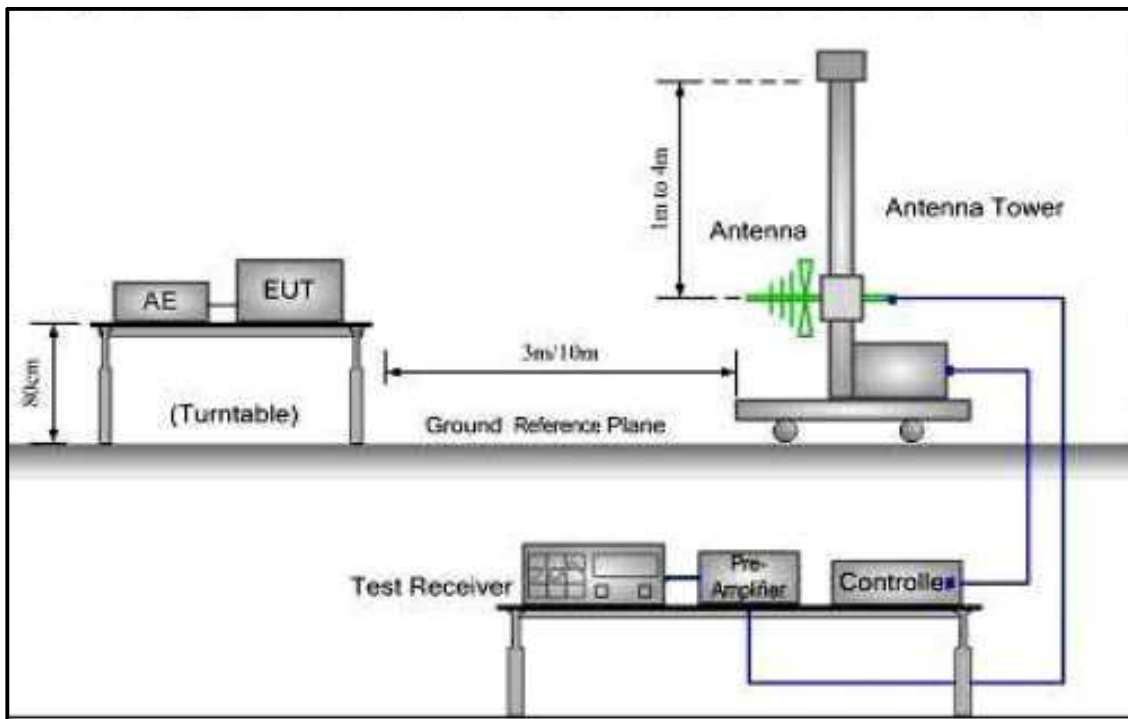 1m to 4m
Antenna Tower
Antenna
AE
EUT
3m/10m
80cm
(Turntable)
Ground Reference Plane
Test Receiver
Pre-
Amplifier
Controlle